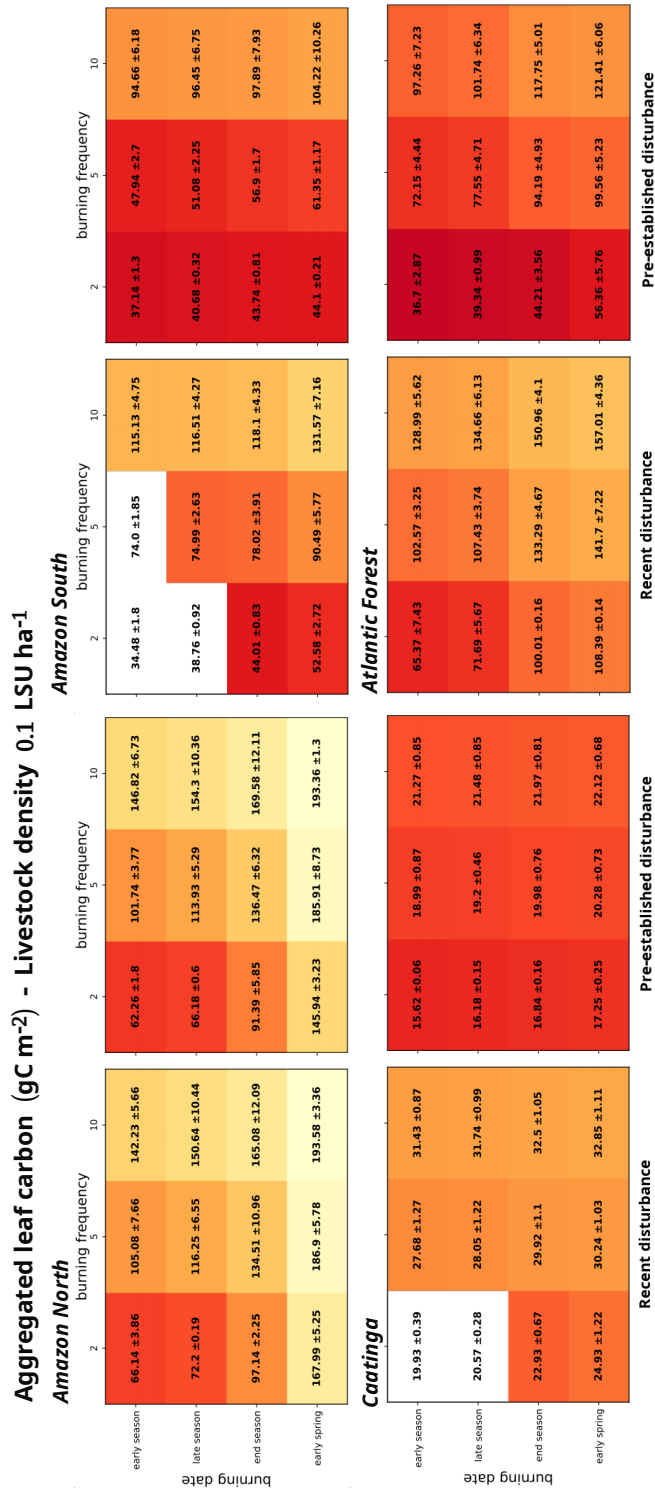 Aggregated leaf carbon (gC m⁻²) - Livestock density 0.1 LSU ha⁻¹
Amazon North
Amazon South
burning frequency
burning frequency
burning frequency
burning frequency
2 5 10
2 5 10
2 5 10
2 5 10
burning date
early season
late season
end season
early spring
66.14 ±3.86 105.08 ±7.66 142.23 ±5.66
72.2 ±0.19 116.25 ±6.55 150.64 ±10.44
97.14 ±2.25 134.51 ±10.96 165.08 ±12.09
167.99 ±5.25 186.9 ±5.78 193.58 ±3.36
62.26 ±1.8 101.74 ±3.77 146.82 ±6.73
66.18 ±0.6 113.93 ±5.29 154.3 ±10.36
91.39 ±5.85 136.47 ±6.32 169.58 ±12.11
145.94 ±3.23 185.91 ±8.73 193.36 ±1.3
34.48 ±1.8 74.0 ±1.85 115.13 ±4.75
38.76 ±0.92 74.99 ±2.63 116.51 ±4.27
44.01 ±0.83 78.02 ±3.91 118.1 ±4.33
52.58 ±2.72 90.49 ±5.77 131.57 ±7.16
37.14 ±1.3 47.94 ±2.7 94.66 ±6.18
40.68 ±0.32 51.08 ±2.25 96.45 ±6.75
43.74 ±0.81 56.9 ±1.7 97.89 ±7.93
44.1 ±0.21 61.35 ±1.17 104.22 ±10.26
Caatinga
Atlantic Forest
burning date
early season
late season
end season
early spring
19.93 ±0.39 27.68 ±1.27 31.43 ±0.87
20.57 ±0.28 28.05 ±1.22 31.74 ±0.99
22.93 ±0.67 29.92 ±1.1 32.5 ±1.05
24.93 ±1.22 30.24 ±1.03 32.85 ±1.11
15.62 ±0.06 18.99 ±0.87 21.27 ±0.85
16.18 ±0.15 19.2 ±0.46 21.48 ±0.85
16.84 ±0.16 19.98 ±0.76 21.97 ±0.81
17.25 ±0.25 20.28 ±0.73 22.12 ±0.68
65.37 ±7.43 102.57 ±3.25 128.99 ±5.62
71.69 ±5.67 107.43 ±3.74 134.66 ±6.13
100.01 ±0.16 133.29 ±4.67 150.96 ±4.1
108.39 ±0.14 141.7 ±7.22 157.01 ±4.36
36.7 ±2.87 72.15 ±4.44 97.26 ±7.23
39.34 ±0.99 77.55 ±4.71 101.74 ±6.34
44.21 ±3.56 94.19 ±4.93 117.75 ±5.01
56.36 ±5.76 99.56 ±5.23 121.41 ±6.06
Recent disturbance
Pre-established disturbance
Recent disturbance
Pre-established disturbance